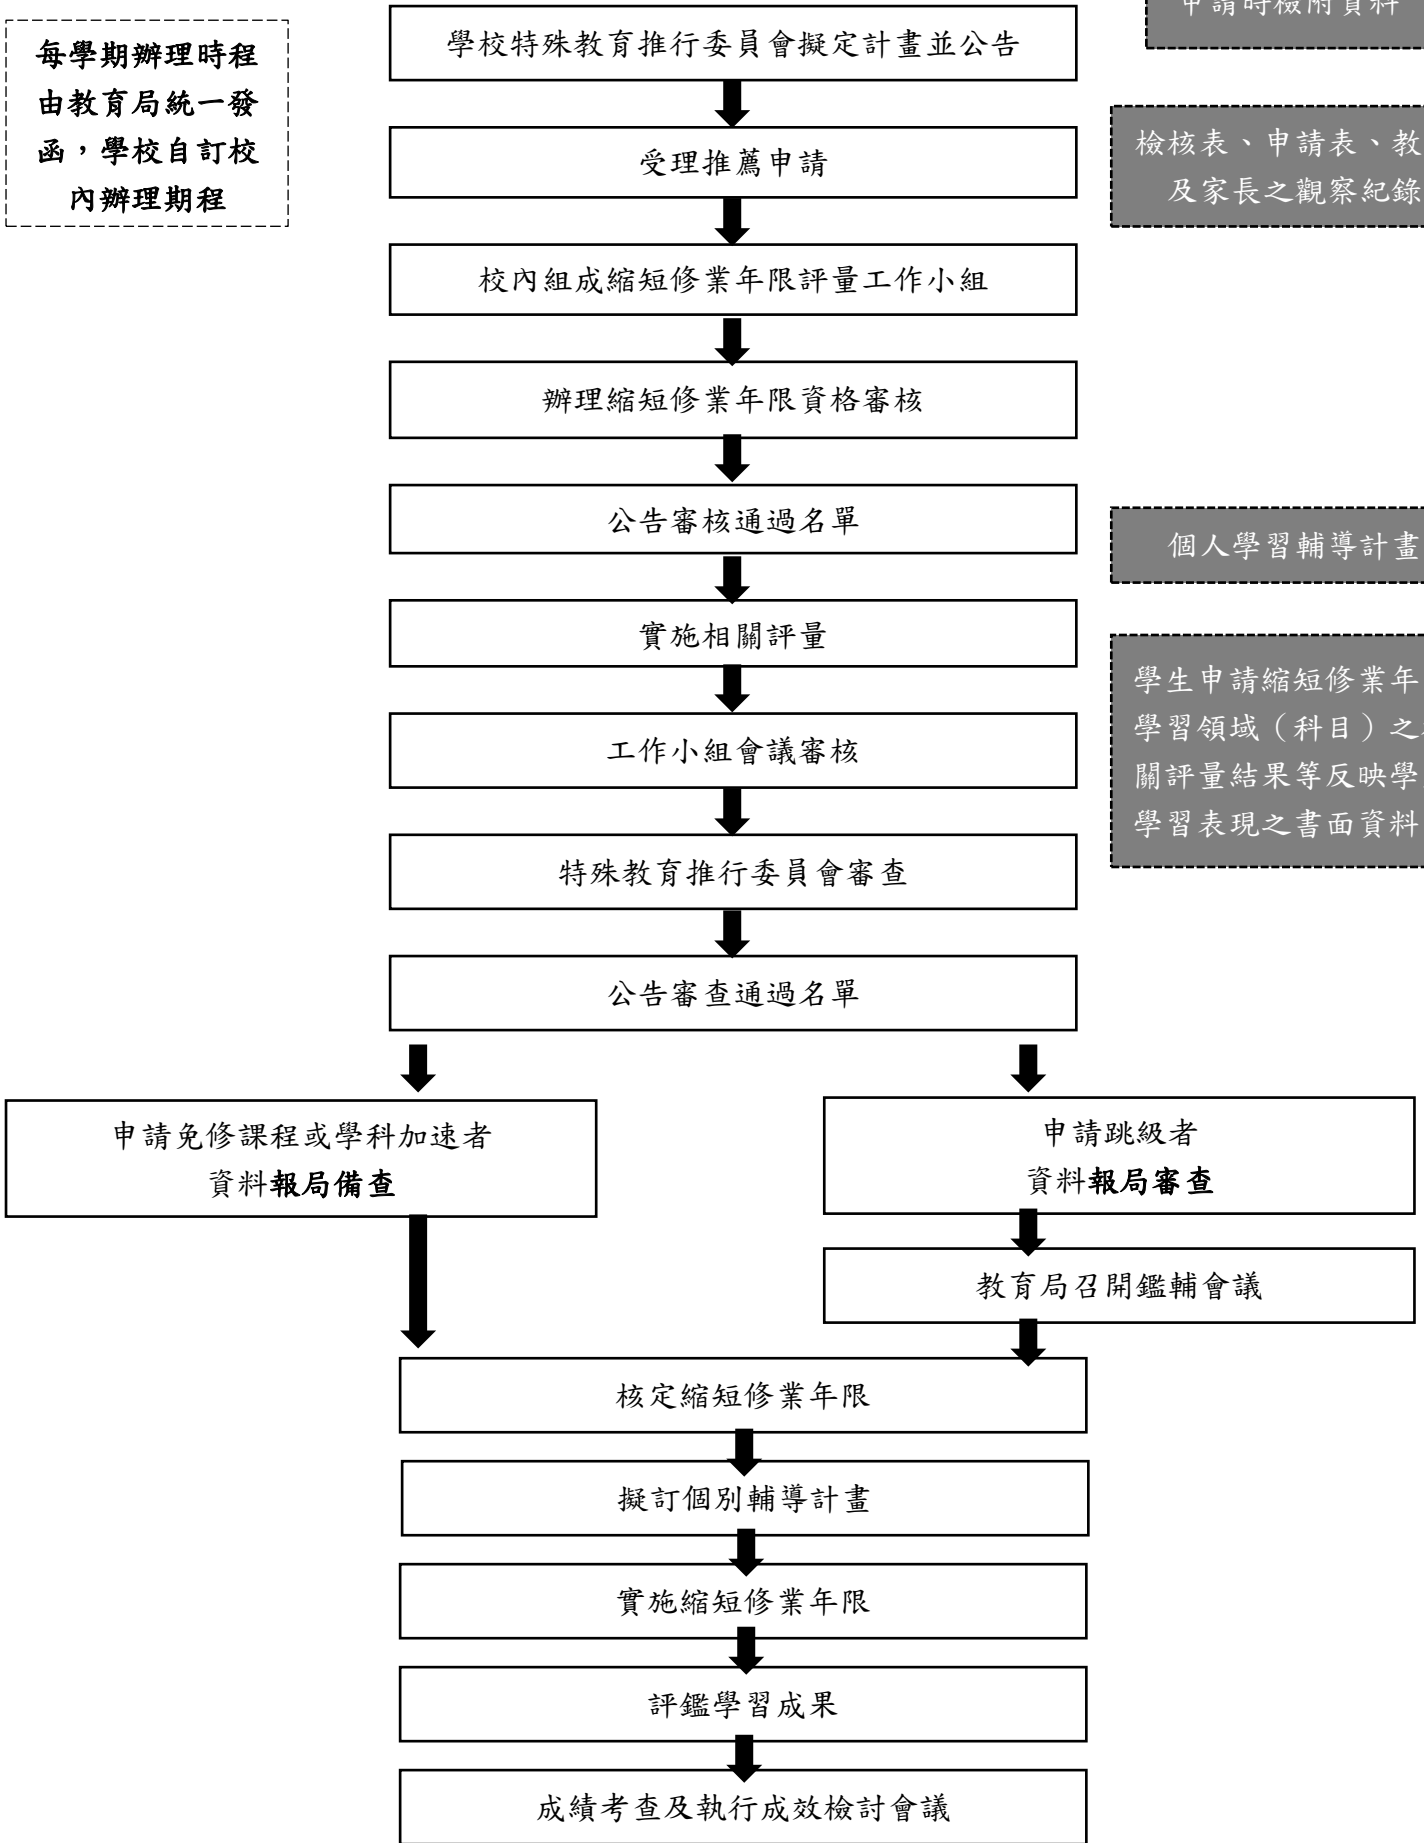 申請時檢附資料
每學期辦理時程
由教育局統一發
函，學校自訂校
內辦理期程
學校特殊教育推行委員會擬定計畫並公告
受理推薦申請
檢核表、申請表、教
及家長之觀察紀錄
校內組成縮短修業年限評量工作小組
辦理縮短修業年限資格審核
公告審核通過名單
個人學習輔導計畫
實施相關評量
學生申請縮短修業年
學習領域（科目）之
關評量結果等反映學
學習表現之書面資料
工作小組會議審核
特殊教育推行委員會審查
公告審查通過名單
申請免修課程或學科加速者
資料報局備查
申請跳級者
資料報局審查
教育局召開鑑輔會議
核定縮短修業年限
擬訂個別輔導計畫
實施縮短修業年限
評鑑學習成果
成績考查及執行成效檢討會議